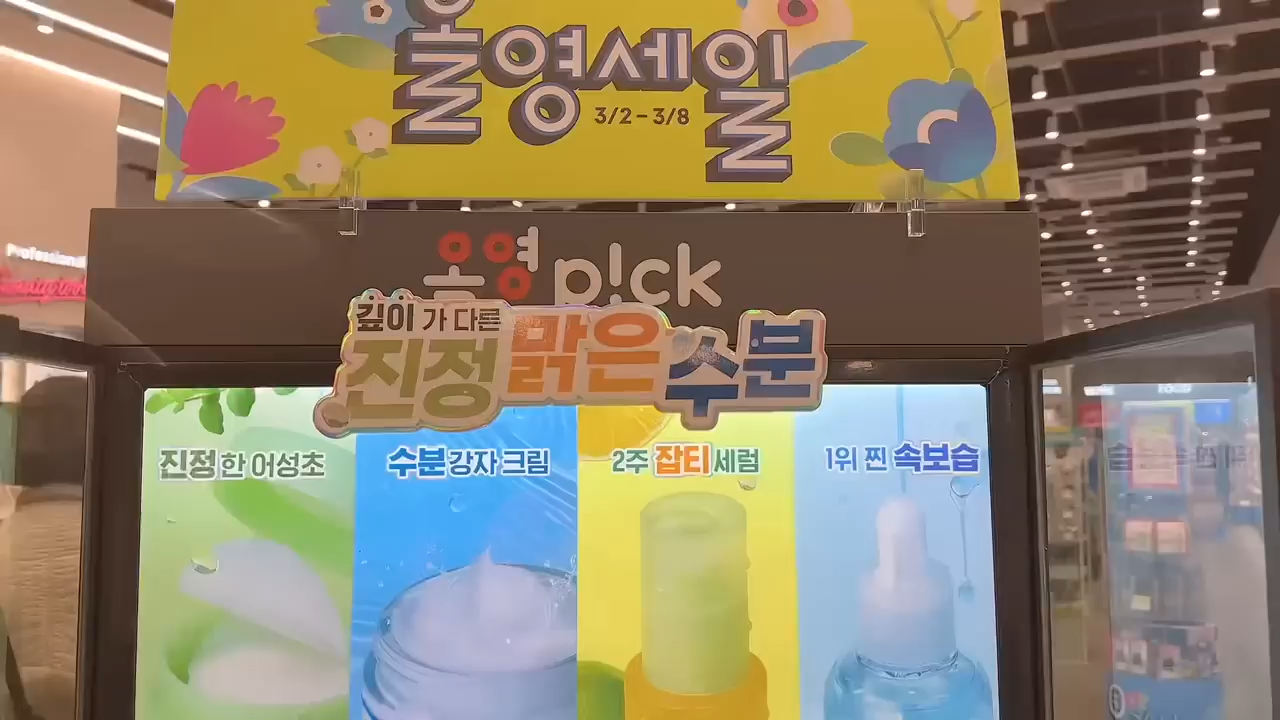 올영세일
3/2 - 3/8
Professional
올영 p!ck
깊이가 다른
진정 맑은 수분
진정한 어성초
수분강자 크림
2주 잡티세럼
1위 찐 속보습